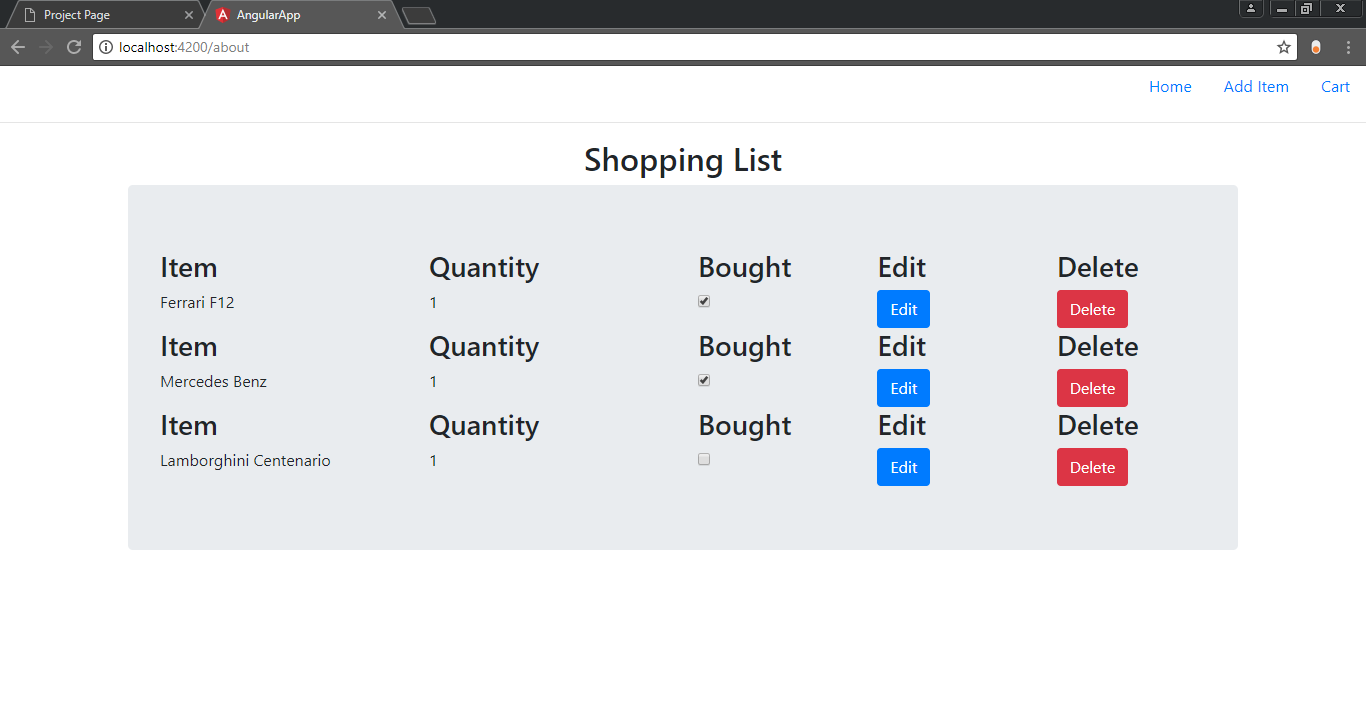 Project Page AngularApp
localhost:4200/about
Home Add Item Cart
Shopping List
Item Quantity Bought Edit Delete
Ferrari F12 1 Edit Delete
Item Quantity Bought Edit Delete
Mercedes Benz 1 Edit Delete
Item Quantity Bought Edit Delete
Lamborghini Centenario 1 Edit Delete